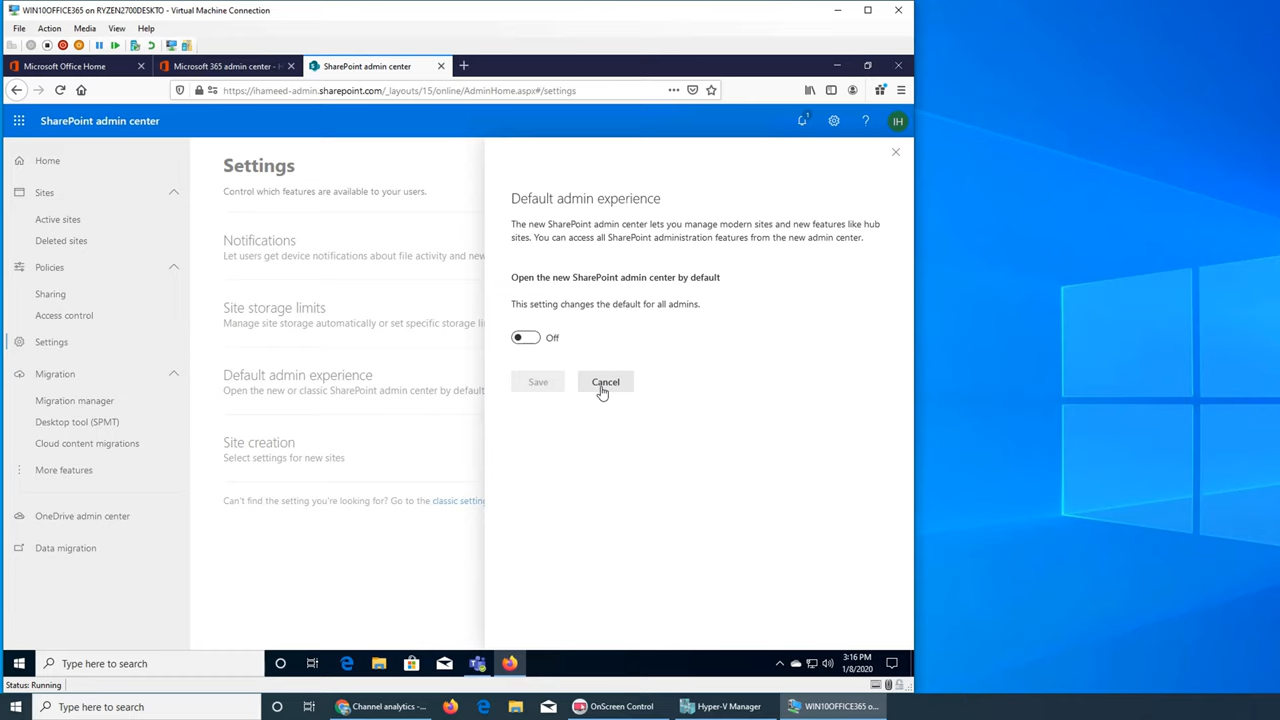 WIN10OFFICE365 on RYZEN2700DESKTO - Virtual Machine Connection
File Action Media View Help
Microsoft Office Home
Microsoft 365 admin center - H
SharePoint admin center
https://ihameed-admin.sharepoint.com/_layouts/15/online/AdminHome.aspx#/settings
SharePoint admin center
1
IH
Home
Sites
Active sites
Deleted sites
Policies
Sharing
Access control
Settings
Migration
Migration manager
Desktop tool (SPMT)
Cloud content migrations
More features
OneDrive admin center
Data migration
Settings
Control which features are available to your users.
Notifications
Let users get device notifications about file activity and new
Site storage limits
Manage site storage automatically or set specific storage li
Default admin experience
Open the new or classic SharePoint admin center by default
Site creation
Select settings for new sites
Can't find the setting you're looking for? Go to the classic setting
Default admin experience
The new SharePoint admin center lets you manage modern sites and new features like hub
sites. You can access all SharePoint administration features from the new admin center.
Open the new SharePoint admin center by default
This setting changes the default for all admins.
Off
Save
Cancel
Type here to search
3:16 PM
1/8/2020
Status: Running
Type here to search
Channel analytics -...
OnScreen Control
Hyper-V Manager
WIN10OFFICE365 o...